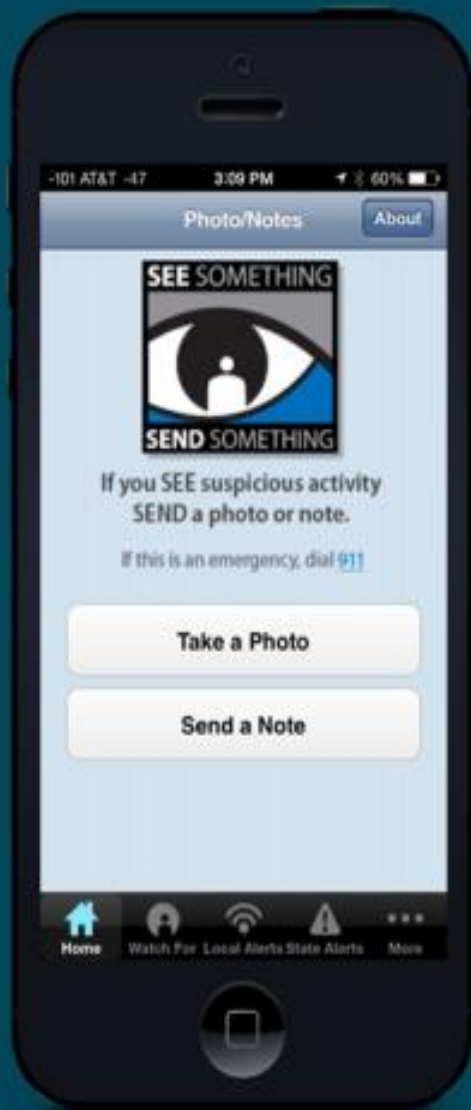 -101 AT&T -47 3:09 PM 60%
Photo/Notes About
SEE SOMETHING
SEND SOMETHING
If you SEE suspicious activity
SEND a photo or note.
If this is an emergency, dial 911
Take a Photo
Send a Note
Home Watch For Local Alerts State Alerts More